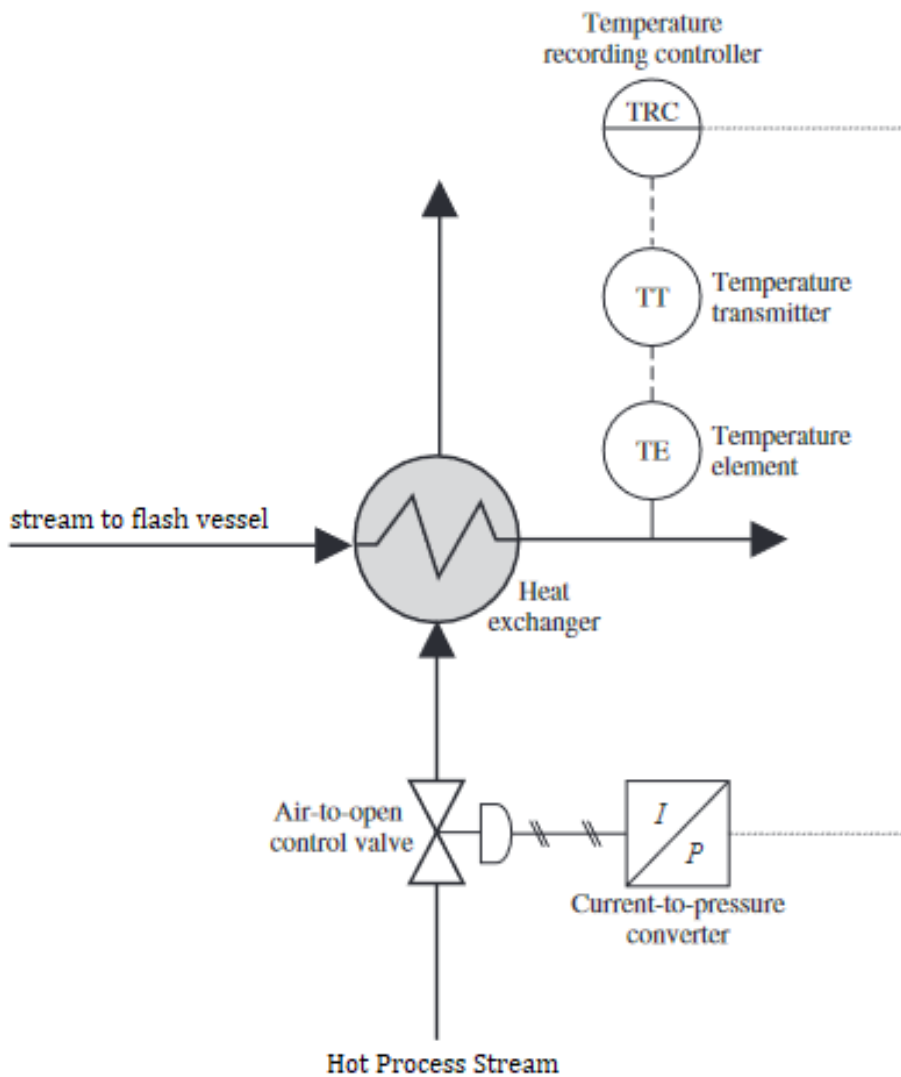 Temperature
recording controller
TRC
TT
Temperature
transmitter
TE
Temperature
element
stream to flash vessel
Heat
exchanger
Air-to-open
control valve
I
P
Current-to-pressure
converter
Hot Process Stream